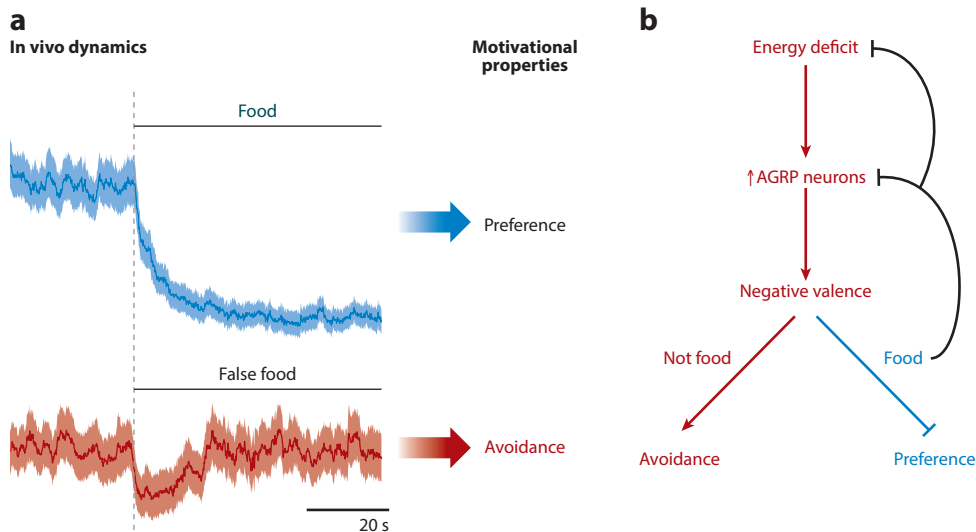 a
In vivo dynamics
Motivational
properties
Food
Preference
False food
Avoidance
20 s
b
Energy deficit
↑AGRP neurons
Negative valence
Not food
Food
Avoidance
Preference